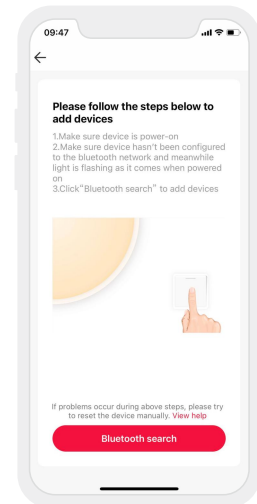 09:47
Please follow the steps below to
add devices
1.Make sure device is power-on
2.Make sure device hasn't been configured
to the bluetooth network and meanwhile
light is flashing as it comes when powered
on
3.Click“Bluetooth search” to add devices
If problems occur during above steps, please try
to reset the device manually. View help
Bluetooth search